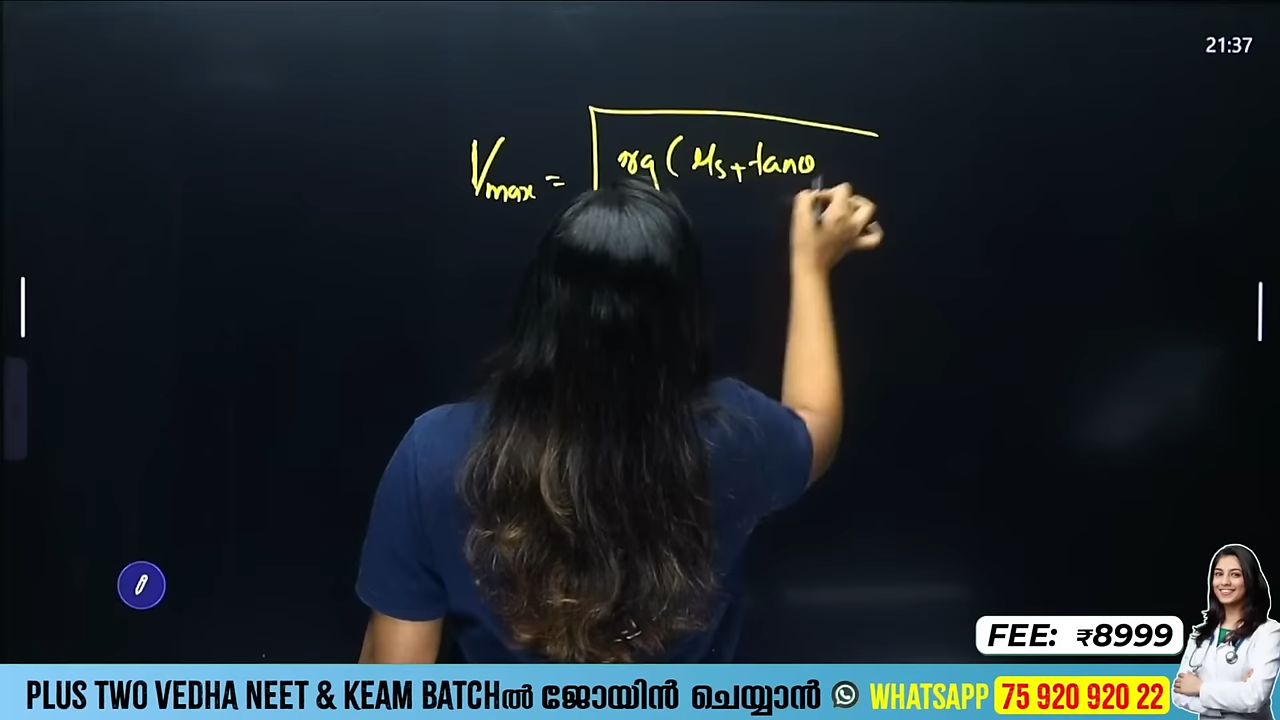 21:37
Vmax = √rg ( μs + tanθ
FEE: ₹8999
PLUS TWO VEDHA NEET & KEAM BATCHൽ ജോയിൻ ചെയ്യാൻ WHATSAPP 75 920 920 22